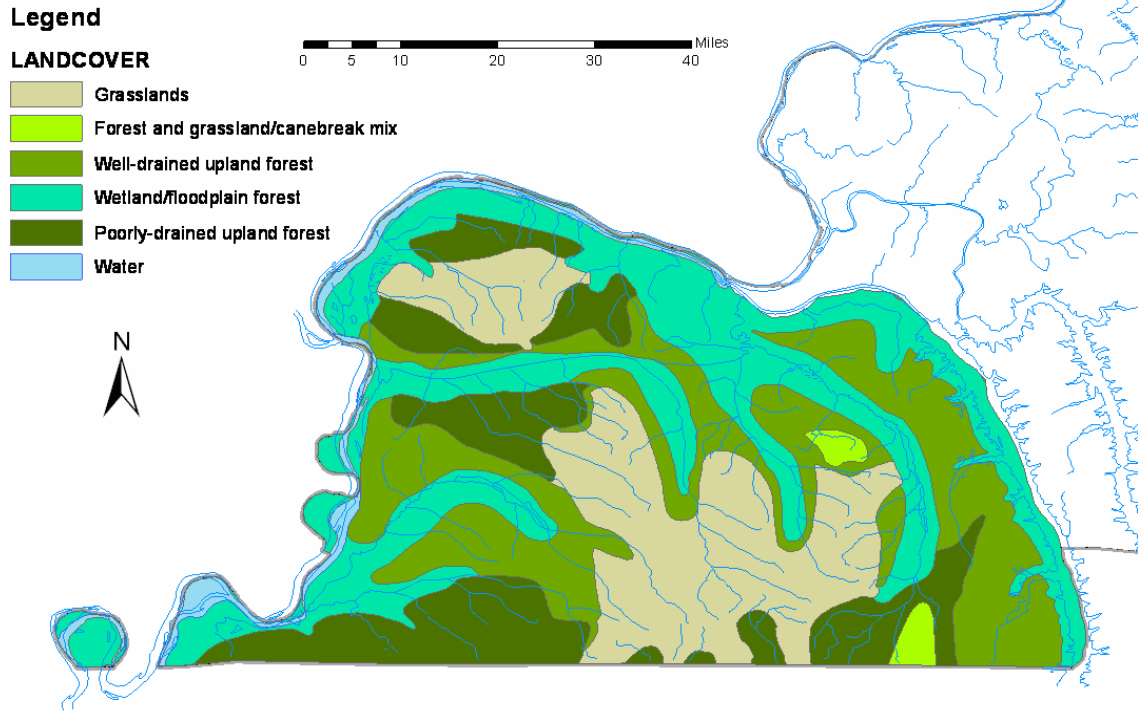 Legend
LANDCOVER
Grasslands
Forest and grassland/canebreak mix
Well-drained upland forest
Wetland/floodplain forest
Poorly-drained upland forest
Water
Miles
0 5 10 20 30 40
N